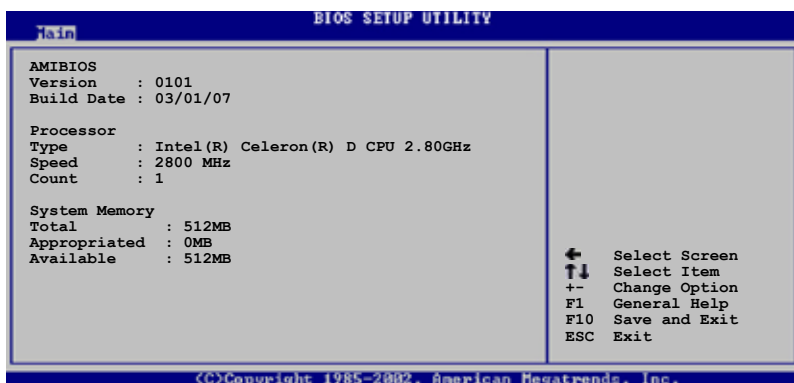 BIOS SETUP UTILITY
Main
AMIBIOS
Version : 0101
Build Date : 03/01/07
Processor
Type : Intel(R) Celeron(R) D CPU 2.80GHz
Speed : 2800 MHz
Count : 1
System Memory
Total : 512MB
Appropriated : 0MB
Available : 512MB
← Select Screen
↑↓ Select Item
+- Change Option
F1 General Help
F10 Save and Exit
ESC Exit
(C)Copyright 1985-2002, American Megatrends, Inc.